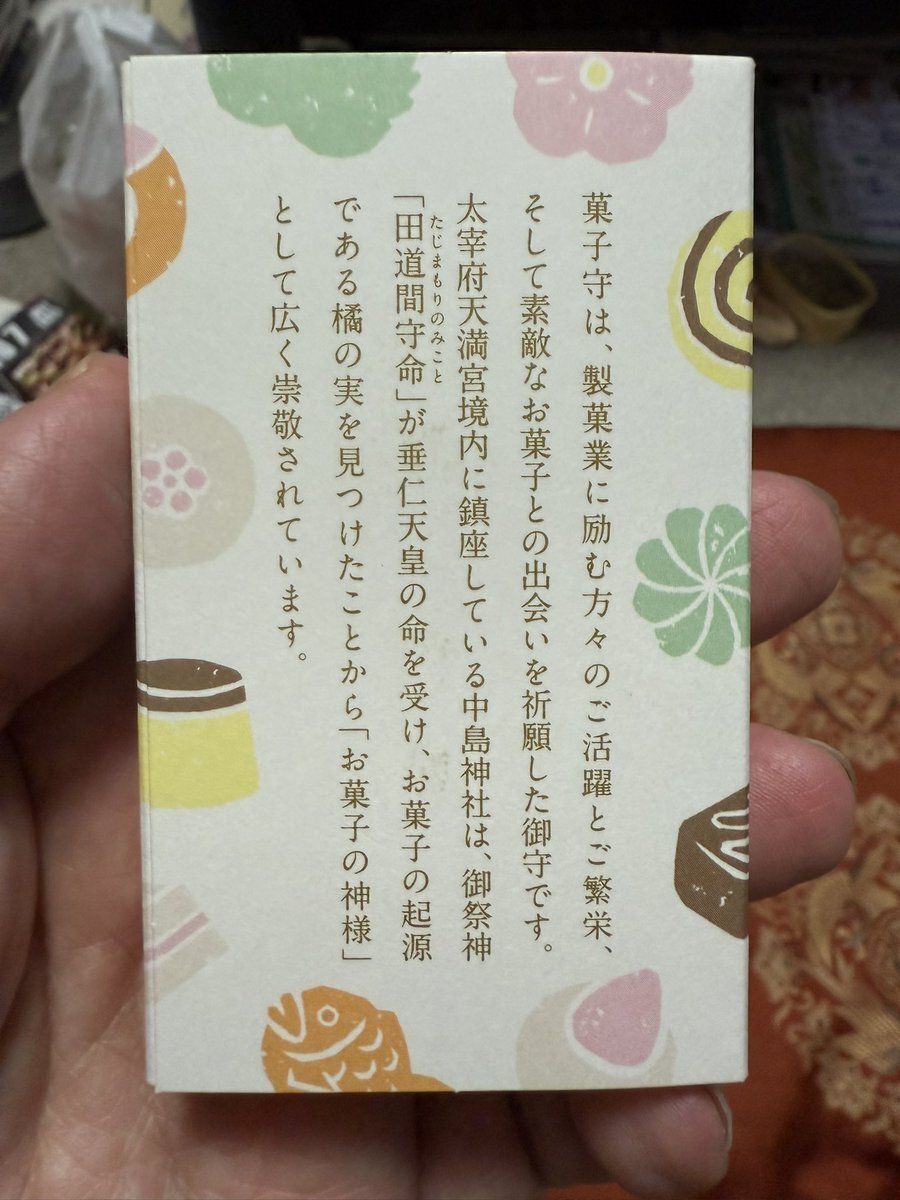 菓子守は、製菓業に励む方々のご活躍とご繁栄、
そして素敵なお菓子との出会いを祈願した御守です。
太宰府天満宮境内に鎮座している中島神社は、御祭神
「田道間守命」が垂仁天皇の命を受け、お菓子の起源
たじまもりのみこと
である橘の実を見つけたことから「お菓子の神様」
として広く崇敬されています。